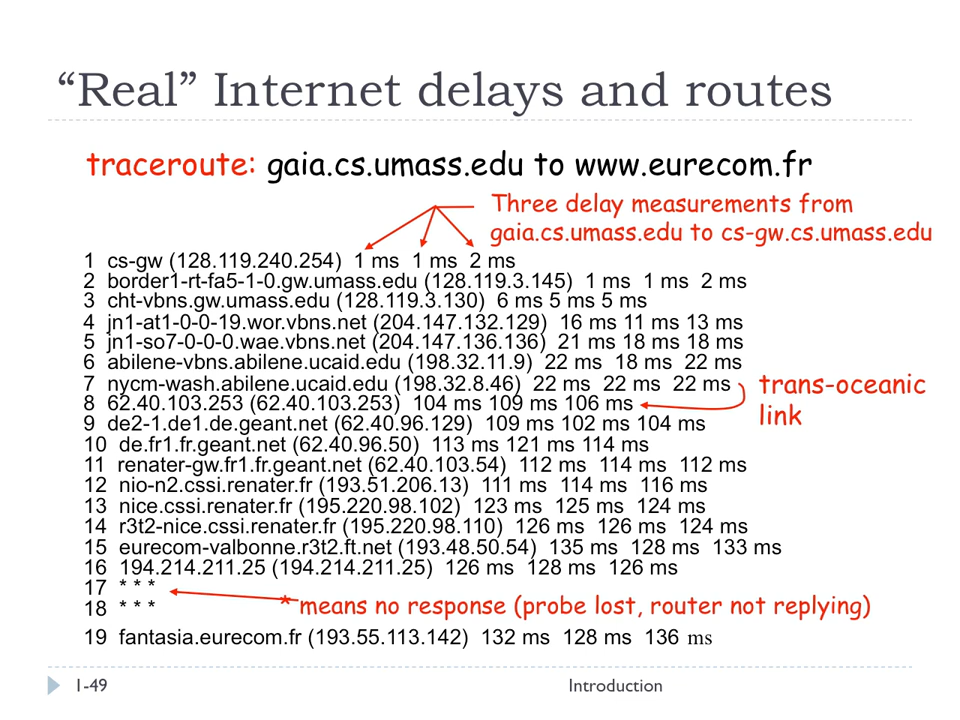 “Real” Internet delays and routes
traceroute: gaia.cs.umass.edu to www.eurecom.fr
Three delay measurements from
gaia.cs.umass.edu to cs-gw.cs.umass.edu
1 cs-gw (128.119.240.254) 1 ms 1 ms 2 ms
2 border1-rt-fa5-1-0.gw.umass.edu (128.119.3.145) 1 ms 1 ms 2 ms
3 cht-vbns.gw.umass.edu (128.119.3.130) 6 ms 5 ms 5 ms
4 jn1-at1-0-0-19.wor.vbns.net (204.147.132.129) 16 ms 11 ms 13 ms
5 jn1-so7-0-0-0.wae.vbns.net (204.147.136.136) 21 ms 18 ms 18 ms
6 abilene-vbns.abilene.ucaid.edu (198.32.11.9) 22 ms 18 ms 22 ms
7 nycm-wash.abilene.ucaid.edu (198.32.8.46) 22 ms 22 ms 22 ms
trans-oceanic
link
8 62.40.103.253 (62.40.103.253) 104 ms 109 ms 106 ms
9 de2-1.de1.de.geant.net (62.40.96.129) 109 ms 102 ms 104 ms
10 de.fr1.fr.geant.net (62.40.96.50) 113 ms 121 ms 114 ms
11 renater-gw.fr1.fr.geant.net (62.40.103.54) 112 ms 114 ms 112 ms
12 nio-n2.cssi.renater.fr (193.51.206.13) 111 ms 114 ms 116 ms
13 nice.cssi.renater.fr (195.220.98.102) 123 ms 125 ms 124 ms
14 r3t2-nice.cssi.renater.fr (195.220.98.110) 126 ms 126 ms 124 ms
15 eurecom-valbonne.r3t2.ft.net (193.48.50.54) 135 ms 128 ms 133 ms
16 194.214.211.25 (194.214.211.25) 126 ms 128 ms 126 ms
17 * * *
18 * * *
* means no response (probe lost, router not replying)
19 fantasia.eurecom.fr (193.55.113.142) 132 ms 128 ms 136 ms
1-49
Introduction